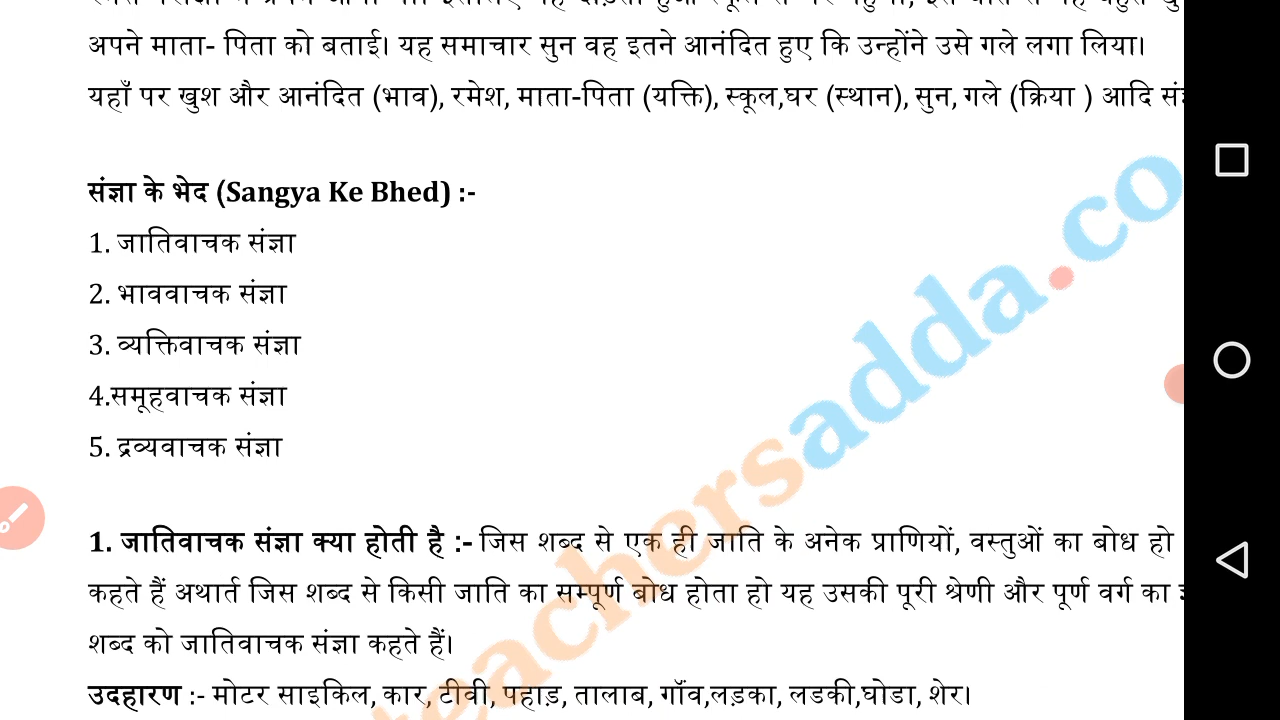 अपने माता- पिता को बताई। यह समाचार सुन वह इतने आनंदित हुए कि उन्होंने उसे गले लगा लिया।
यहाँ पर खुश और आनंदित (भाव), रमेश, माता-पिता (यक्ति), स्कूल,घर (स्थान), सुन, गले (क्रिया ) आदि
संज्ञा के भेद (Sangya Ke Bhed) :-
1. जातिवाचक संज्ञा
2. भाववाचक संज्ञा
3. व्यक्तिवाचक संज्ञा
4.समूहवाचक संज्ञा
5. द्रव्यवाचक संज्ञा
1. जातिवाचक संज्ञा क्या होती है :- जिस शब्द से एक ही जाति के अनेक प्राणियों, वस्तुओं का बोध हो
कहते हैं अथार्त जिस शब्द से किसी जाति का सम्पूर्ण बोध होता हो यह उसकी पूरी श्रेणी और पूर्ण वर्ग का
शब्द को जातिवाचक संज्ञा कहते हैं।
उदहारण :- मोटर साइकिल, कार, टीवी, पहाड़, तालाब, गॉंव,लड़का, लडकी,घोडा, शेर।
teachersadda.co